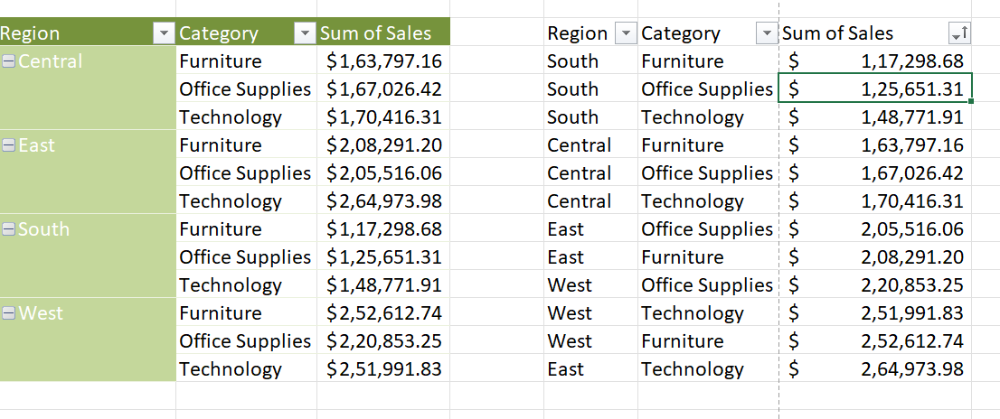 Region Category Sum of Sales Region Category Sum of Sales
Central Furniture $1,63,797.16 South Furniture $ 1,17,298.68
Office Supplies $1,67,026.42 South Office Supplies $ 1,25,651.31
Technology $1,70,416.31 South Technology $ 1,48,771.91
East Furniture $2,08,291.20 Central Furniture $ 1,63,797.16
Office Supplies $2,05,516.06 Central Office Supplies $ 1,67,026.42
Technology $2,64,973.98 Central Technology $ 1,70,416.31
South Furniture $1,17,298.68 East Office Supplies $ 2,05,516.06
Office Supplies $1,25,651.31 East Furniture $ 2,08,291.20
Technology $1,48,771.91 West Office Supplies $ 2,20,853.25
West Furniture $2,52,612.74 West Technology $ 2,51,991.83
Office Supplies $2,20,853.25 West Furniture $ 2,52,612.74
Technology $2,51,991.83 East Technology $ 2,64,973.98